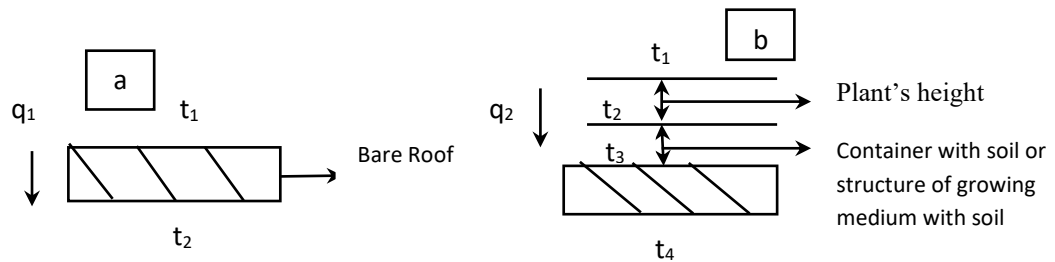 a
t₁
q₁
Bare Roof
t₂
b
t₁
q₂
t₂
Plant's height
t₃
Container with soil or
structure of growing
medium with soil
t₄